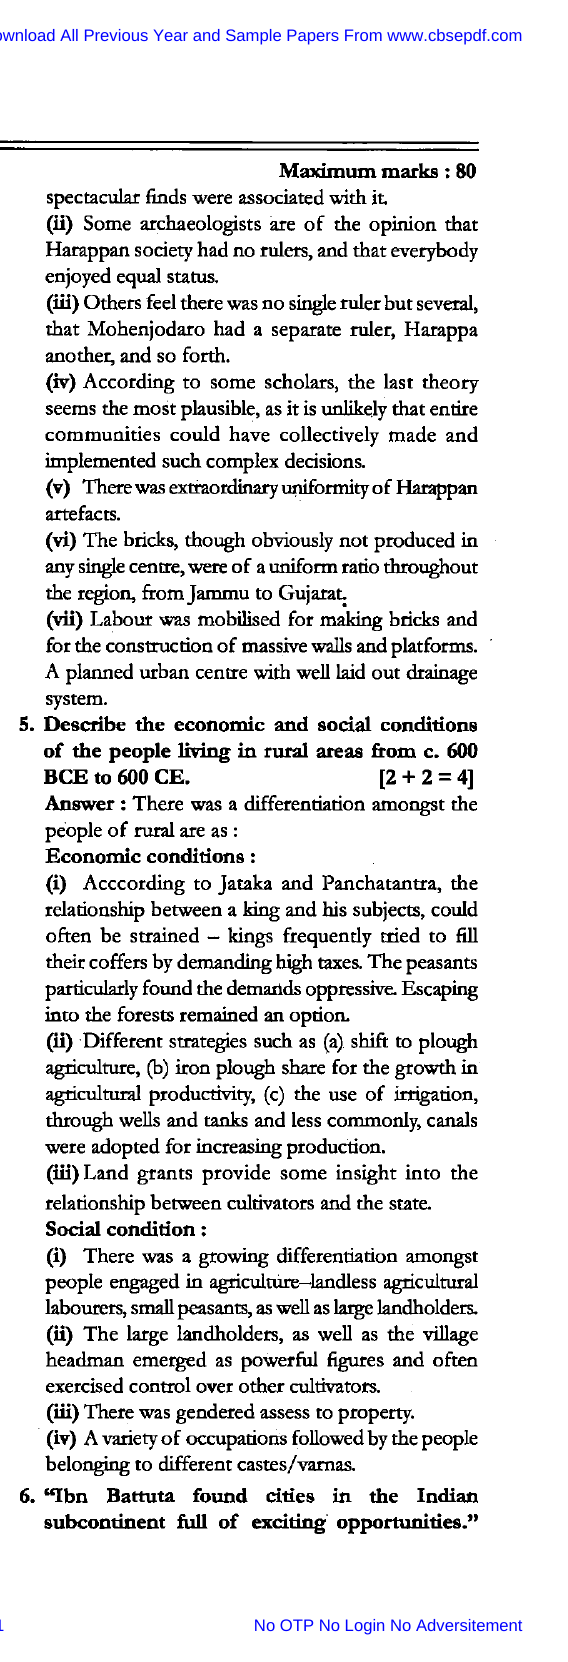 ownload All Previous Year and Sample Papers From www.cbsepdf.com
Maximum marks : 80
spectacular finds were associated with it.
(ii) Some archaeologists are of the opinion that
Harappan society had no rulers, and that everybody
enjoyed equal status.
(iii) Others feel there was no single ruler but several,
that Mohenjodaro had a separate ruler, Harappa
another, and so forth.
(iv) According to some scholars, the last theory
seems the most plausible, as it is unlikely that entire
communities could have collectively made and
implemented such complex decisions.
(v) There was extraordinary uniformity of Harappan
artefacts.
(vi) The bricks, though obviously not produced in
any single centre, were of a uniform ratio throughout
the region, from Jammu to Gujarat.
(vii) Labour was mobilised for making bricks and
for the construction of massive walls and platforms.
A planned urban centre with well laid out drainage
system.
5. Describe the economic and social conditions
of the people living in rural areas from c. 600
BCE to 600 CE. [2 + 2 = 4]
Answer : There was a differentiation amongst the
people of rural are as :
Economic conditions :
(i) Acccording to Jataka and Panchatantra, the
relationship between a king and his subjects, could
often be strained – kings frequently tried to fill
their coffers by demanding high taxes. The peasants
particularly found the demands oppressive. Escaping
into the forests remained an option.
(ii) Different strategies such as (a) shift to plough
agriculture, (b) iron plough share for the growth in
agricultural productivity, (c) the use of irrigation,
through wells and tanks and less commonly, canals
were adopted for increasing production.
(iii) Land grants provide some insight into the
relationship between cultivators and the state.
Social condition :
(i) There was a growing differentiation amongst
people engaged in agriculture–landless agricultural
labourers, small peasants, as well as large landholders.
(ii) The large landholders, as well as the village
headman emerged as powerful figures and often
exercised control over other cultivators.
(iii) There was gendered assess to property.
(iv) A variety of occupations followed by the people
belonging to different castes/varnas.
6. “Ibn Battuta found cities in the Indian
subcontinent full of exciting opportunities.”
No OTP No Login No Adversitement